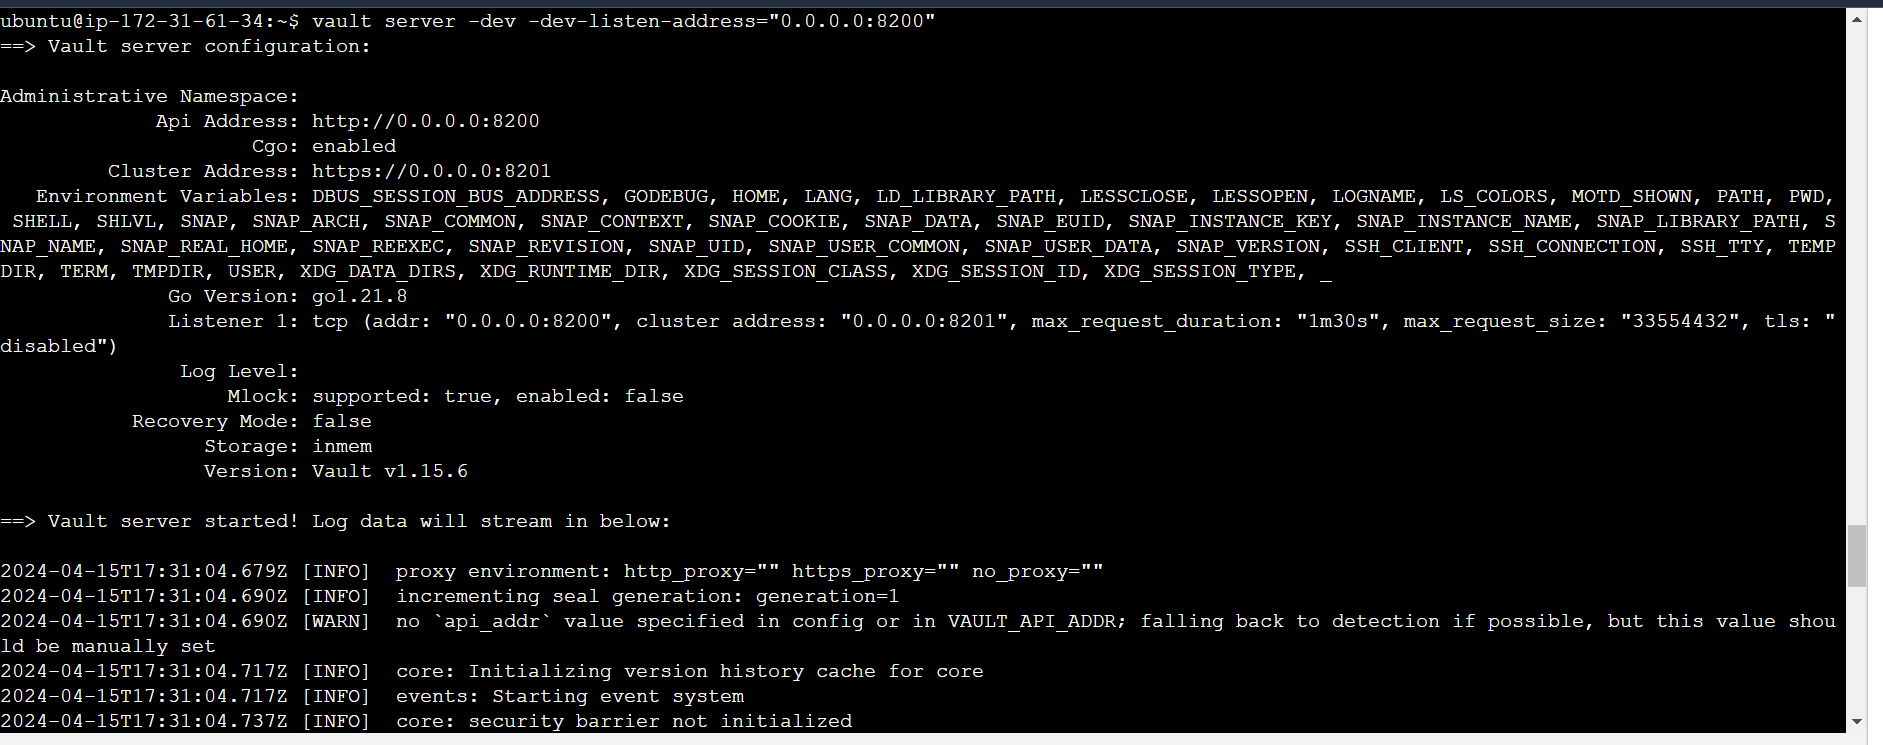 ubuntu@ip-172-31-61-34:~$ vault server -dev -dev-listen-address="0.0.0.0:8200"
==> Vault server configuration:
Administrative Namespace:
Api Address: http://0.0.0.0:8200
Cgo: enabled
Cluster Address: https://0.0.0.0:8201
Environment Variables: DBUS_SESSION_BUS_ADDRESS, GODEBUG, HOME, LANG, LD_LIBRARY_PATH, LESSCLOSE, LESSOPEN, LOGNAME, LS_COLORS, MOTD_SHOWN, PATH, PWD,
SHELL, SHLVL, SNAP, SNAP_ARCH, SNAP_COMMON, SNAP_CONTEXT, SNAP_COOKIE, SNAP_DATA, SNAP_EUID, SNAP_INSTANCE_KEY, SNAP_INSTANCE_NAME, SNAP_LIBRARY_PATH, S
NAP_NAME, SNAP_REAL_HOME, SNAP_REEXEC, SNAP_REVISION, SNAP_UID, SNAP_USER_COMMON, SNAP_USER_DATA, SNAP_VERSION, SSH_CLIENT, SSH_CONNECTION, SSH_TTY, TEMP
DIR, TERM, TMPDIR, USER, XDG_DATA_DIRS, XDG_RUNTIME_DIR, XDG_SESSION_CLASS, XDG_SESSION_ID, XDG_SESSION_TYPE, _
Go Version: go1.21.8
Listener 1: tcp (addr: "0.0.0.0:8200", cluster address: "0.0.0.0:8201", max_request_duration: "1m30s", max_request_size: "33554432", tls: "
disabled")
Log Level:
Mlock: supported: true, enabled: false
Recovery Mode: false
Storage: inmem
Version: Vault v1.15.6
==> Vault server started! Log data will stream in below:
2024-04-15T17:31:04.679Z [INFO]  proxy environment: http_proxy="" https_proxy="" no_proxy=""
2024-04-15T17:31:04.690Z [INFO]  incrementing seal generation: generation=1
2024-04-15T17:31:04.690Z [WARN]  no `api_addr` value specified in config or in VAULT_API_ADDR; falling back to detection if possible, but this value shou
ld be manually set
2024-04-15T17:31:04.717Z [INFO]  core: Initializing version history cache for core
2024-04-15T17:31:04.717Z [INFO]  events: Starting event system
2024-04-15T17:31:04.737Z [INFO]  core: security barrier not initialized